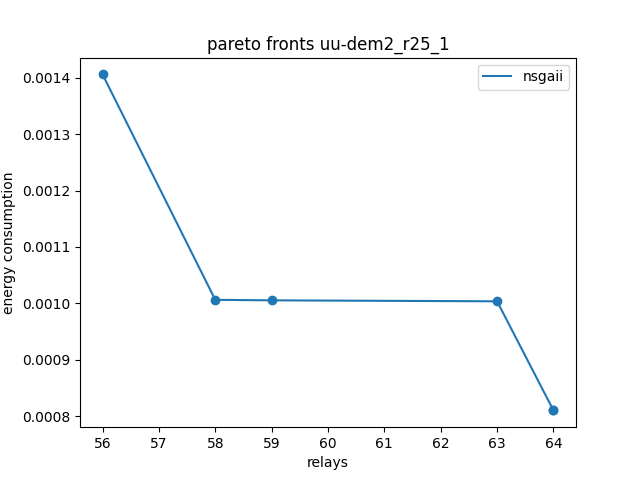 pareto fronts uu-dem2_r25_1
nsgaii
0.0014
0.0013
0.0012
0.0011
0.0010
0.0009
0.0008
energy consumption
56 57 58 59 60 61 62 63 64
relays